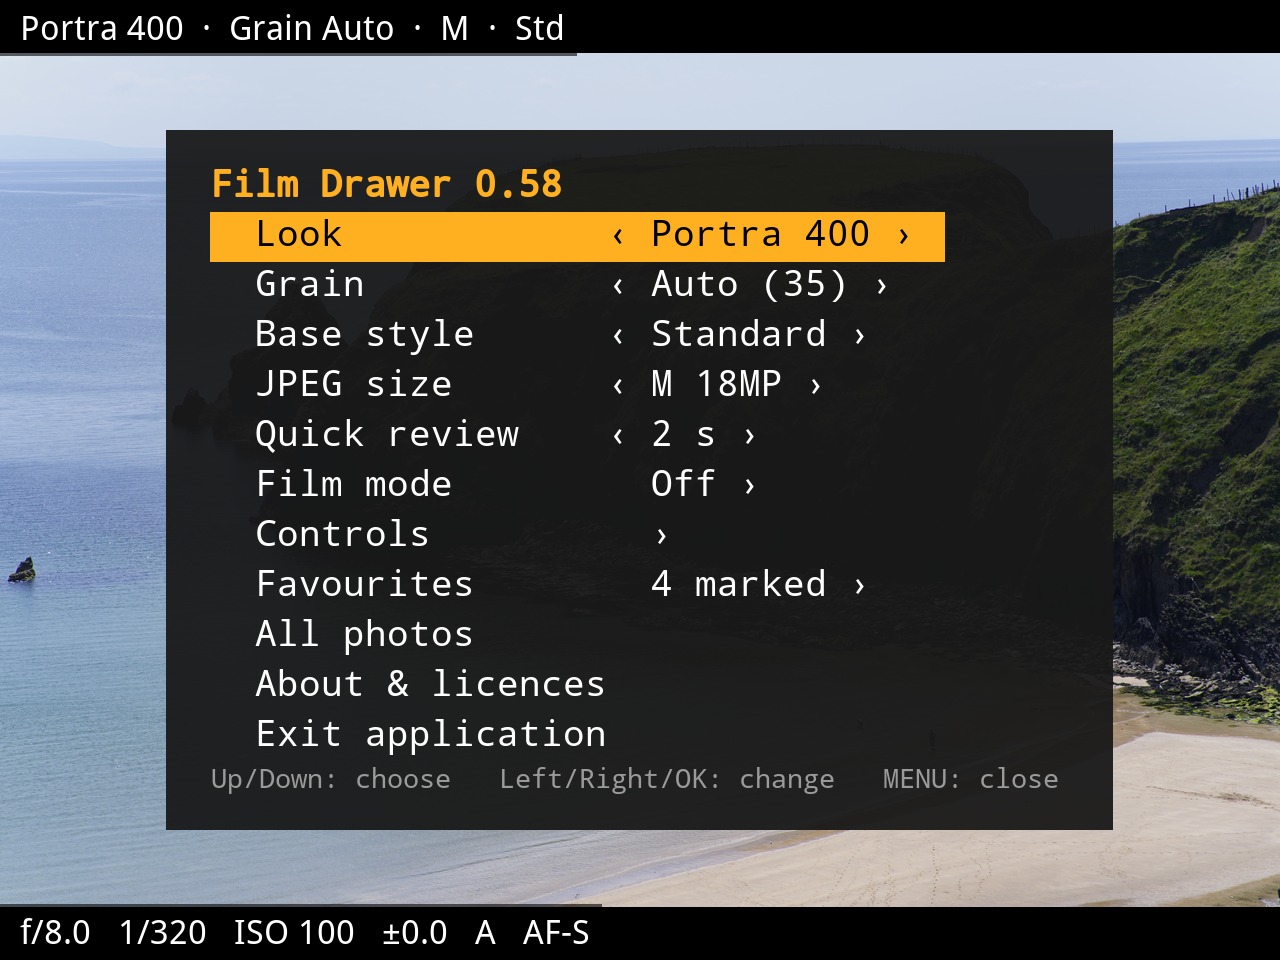 Portra 400 · Grain Auto · M · Std
Film Drawer 0.58
Look ‹ Portra 400 ›
Grain ‹ Auto (35) ›
Base style ‹ Standard ›
JPEG size ‹ M 18MP ›
Quick review ‹ 2 s ›
Film mode Off ›
Controls ›
Favourites 4 marked ›
All photos
About & licences
Exit application
Up/Down: choose Left/Right/OK: change MENU: close
f/8.0 1/320 ISO 100 ±0.0 A AF-S